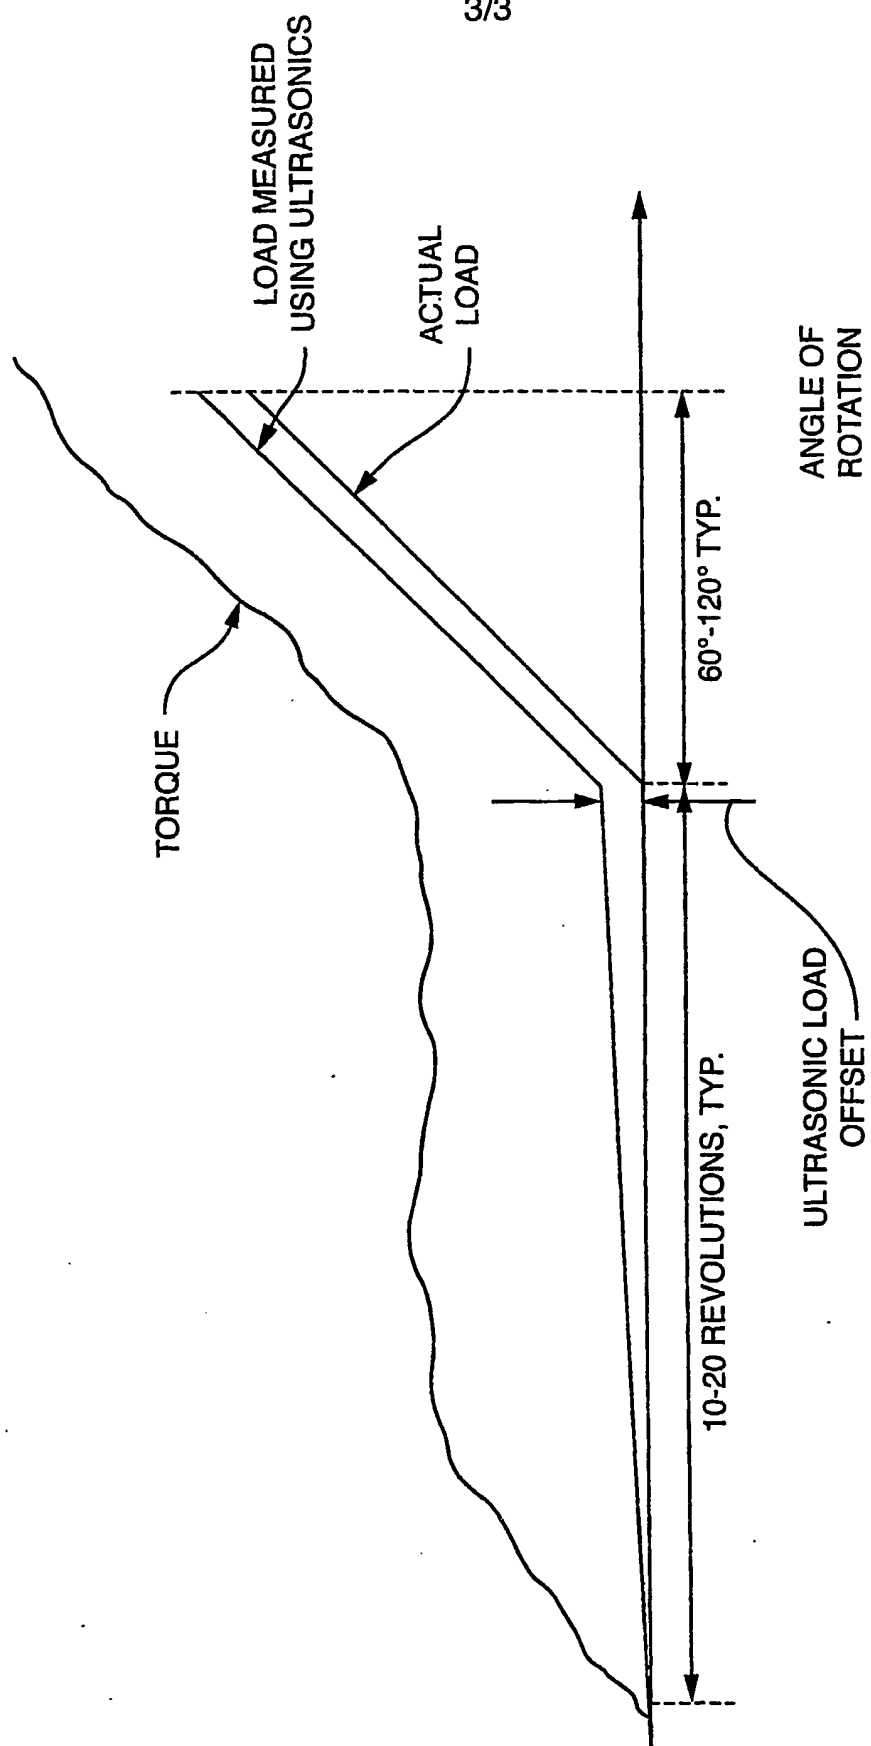 3/3
LOAD MEASURED
USING ULTRASONICS
ACTUAL
LOAD
TORQUE
60°-120° TYP.
ANGLE OF
ROTATION
10-20 REVOLUTIONS, TYP.
ULTRASONIC LOAD
OFFSET